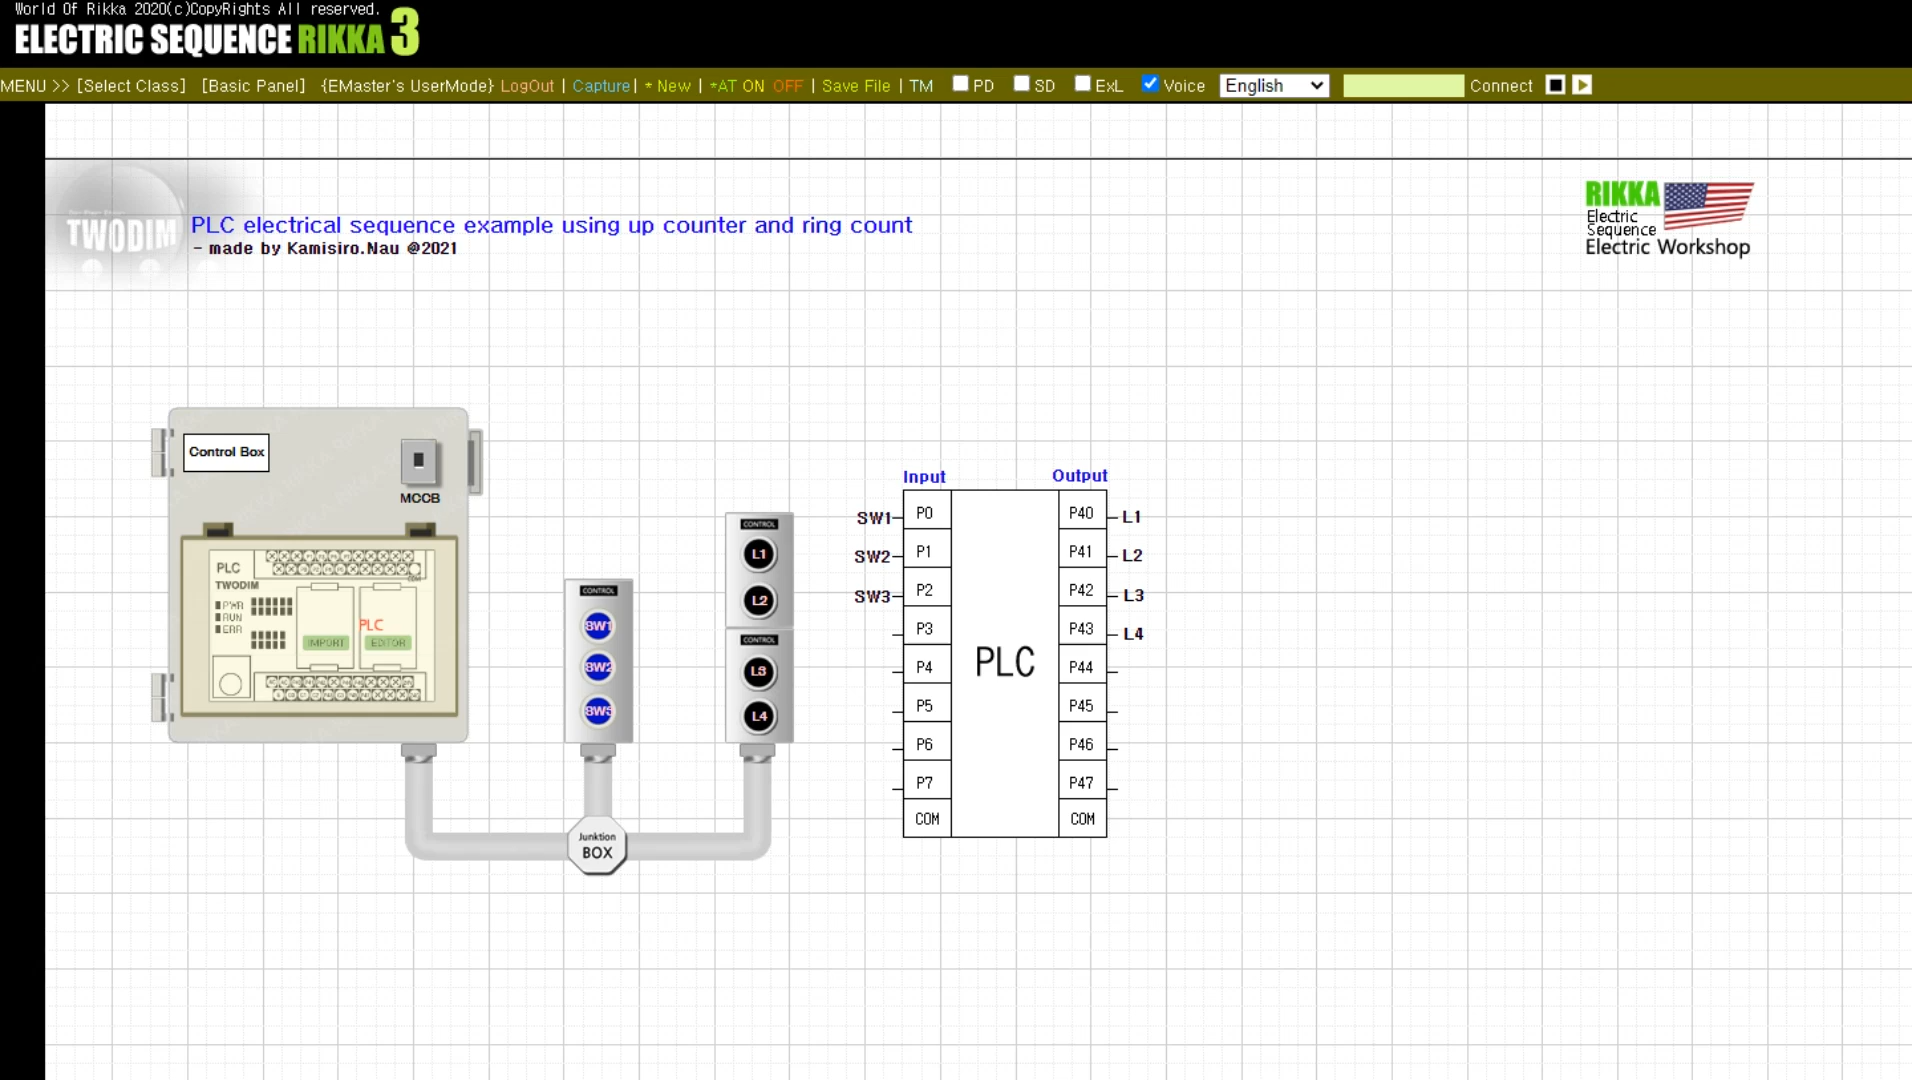 World Of Rikka 2020(c)CopyRights All reserved.
ELECTRIC SEQUENCE RIKKA 3
MENU >> [Select Class] [Basic Panel] {EMaster's UserMode} LogOut | Capture | * New | *AT ON OFF | Save File | TM PD SD ExL Voice English Connect
TWODIM
PLC electrical sequence example using up counter and ring count
- made by Kamisiro.Nau @2021
RIKKA
Electric
Sequence
Electric Workshop
Control Box
MCCB
PLC
TWODIM
PWR
RUN
ERR
PLC
IMPORT
EDITOR
CONTROL
SW1
SW2
SW3
CONTROL
L1
L2
CONTROL
L3
L4
Junktion
BOX
Input Output
SW1 P0 P40 L1
SW2 P1 P41 L2
SW3 P2 P42 L3
P3 P43 L4
P4 PLC P44
P5 P45
P6 P46
P7 P47
COM COM